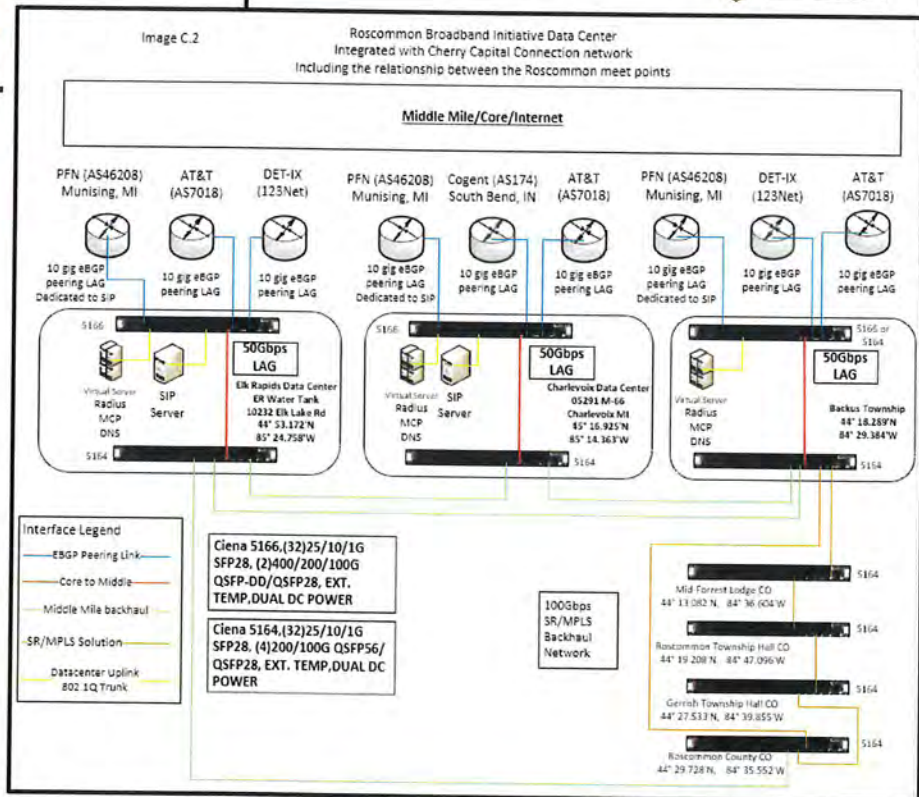 Image C.2
Roscommon Broadband Initiative Data Center
Integrated with Cherry Capital Connection network
Including the relationship between the Roscommon meet points
Middle Mile/Core/Internet
PFN (AS46208)
Munising, MI
AT&T
(AS7018)
DET-IX
(123Net)
PFN (AS46208)
Munising, MI
Cogent (AS174)
South Bend, IN
AT&T
(AS7018)
PFN (AS46208)
Munising, MI
DET-IX
(123Net)
AT&T
(AS7018)
10 gig eBGP
peering LAG
Dedicated to SIP
10 gig eBGP
peering LAG
10 gig eBGP
peering LAG
10 gig eBGP
peering LAG
Dedicated to SIP
10 gig eBGP
peering LAG
10 gig eBGP
peering LAG
10 gig eBGP
peering LAG
Dedicated to SIP
10 gig eBGP
peering LAG
10 gig eBGP
peering LAG
5166
50Gbps
LAG
Virtual Server
Radius
MCP
DNS
SIP
Server
Elk Rapids Data Center
ER Water Tank
10232 Elk Lake Rd
44° 53.172'N
85° 24.758'W
5164
5166
50Gbps
LAG
Virtual Server
Radius
MCP
DNS
SIP
Server
Charlevoix Data Center
05291 M-66
Charlevoix MI
45° 16.925'N
85° 14.363'W
5164
5166 or
5164
50Gbps
LAG
Virtual Server
Radius
MCP
DNS
Backus Township
44° 18.289'N
84° 29.384'W
5164
Interface Legend
EBGP Peering Link
Core to Middle
Middle Mile backhaul
SR/MPLS Solution
Datacenter Uplink
802.1Q Trunk
Ciena 5166,(32)25/10/1G
SFP28, (2)400/200/100G
QSFP-DD/QSFP28, EXT.
TEMP,DUAL DC POWER
Ciena 5164,(32)25/10/1G
SFP28, (4)200/100G QSFP56/
QSFP28, EXT. TEMP,DUAL DC
POWER
100Gbps
SR/MPLS
Backhaul
Network
5164
Mid-Forrest Lodge CO
44° 13.082 N, 84° 36.604 W
5164
Roscommon Township Hall CO
44° 19.208 N, 84° 47.096 W
5164
Gerrish Township Hall CO
44° 27.533 N, 84° 39.855 W
5164
Roscommon County CO
44° 29.728 N, 84° 35.552 W